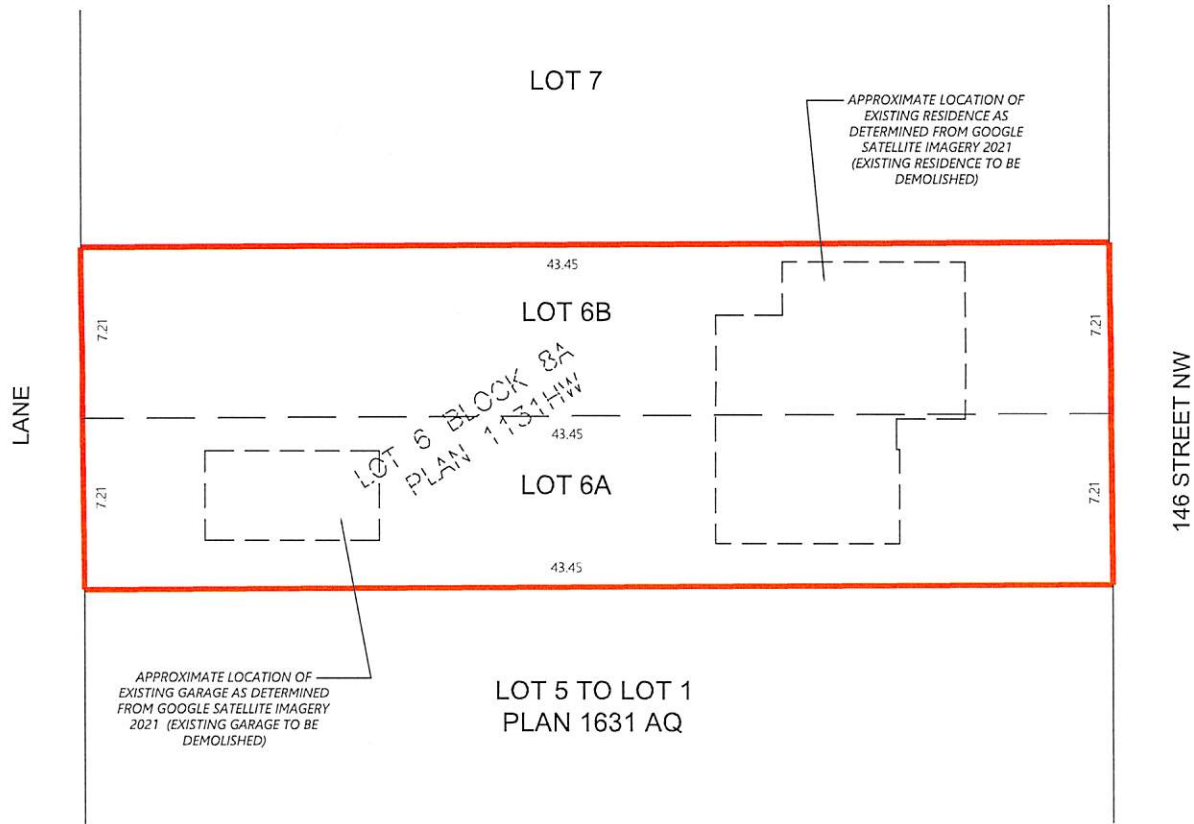 LOT 7
APPROXIMATE LOCATION OF
EXISTING RESIDENCE AS
DETERMINED FROM GOOGLE
SATELLITE IMAGERY 2021
(EXISTING RESIDENCE TO BE
DEMOLISHED)
43.45
LOT 6B
7.21
7.21
LANE
146 STREET NW
LOT 6 BLOCK 8A
PLAN 1131HW
43.45
LOT 6A
7.21
7.21
43.45
APPROXIMATE LOCATION OF
EXISTING GARAGE AS DETERMINED
FROM GOOGLE SATELLITE IMAGERY
2021 (EXISTING GARAGE TO BE
DEMOLISHED)
LOT 5 TO LOT 1
PLAN 1631 AQ